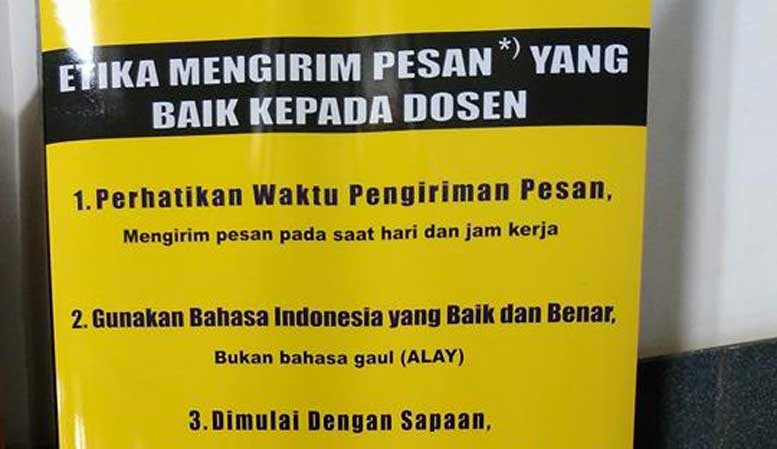 ETIKA MENGIRIM PESAN *) YANG
BAIK KEPADA DOSEN
1. Perhatikan Waktu Pengiriman Pesan,
Mengirim pesan pada saat hari dan jam kerja
2. Gunakan Bahasa Indonesia yang Baik dan Benar,
Bukan bahasa gaul (ALAY)
3. Dimulai Dengan Sapaan,